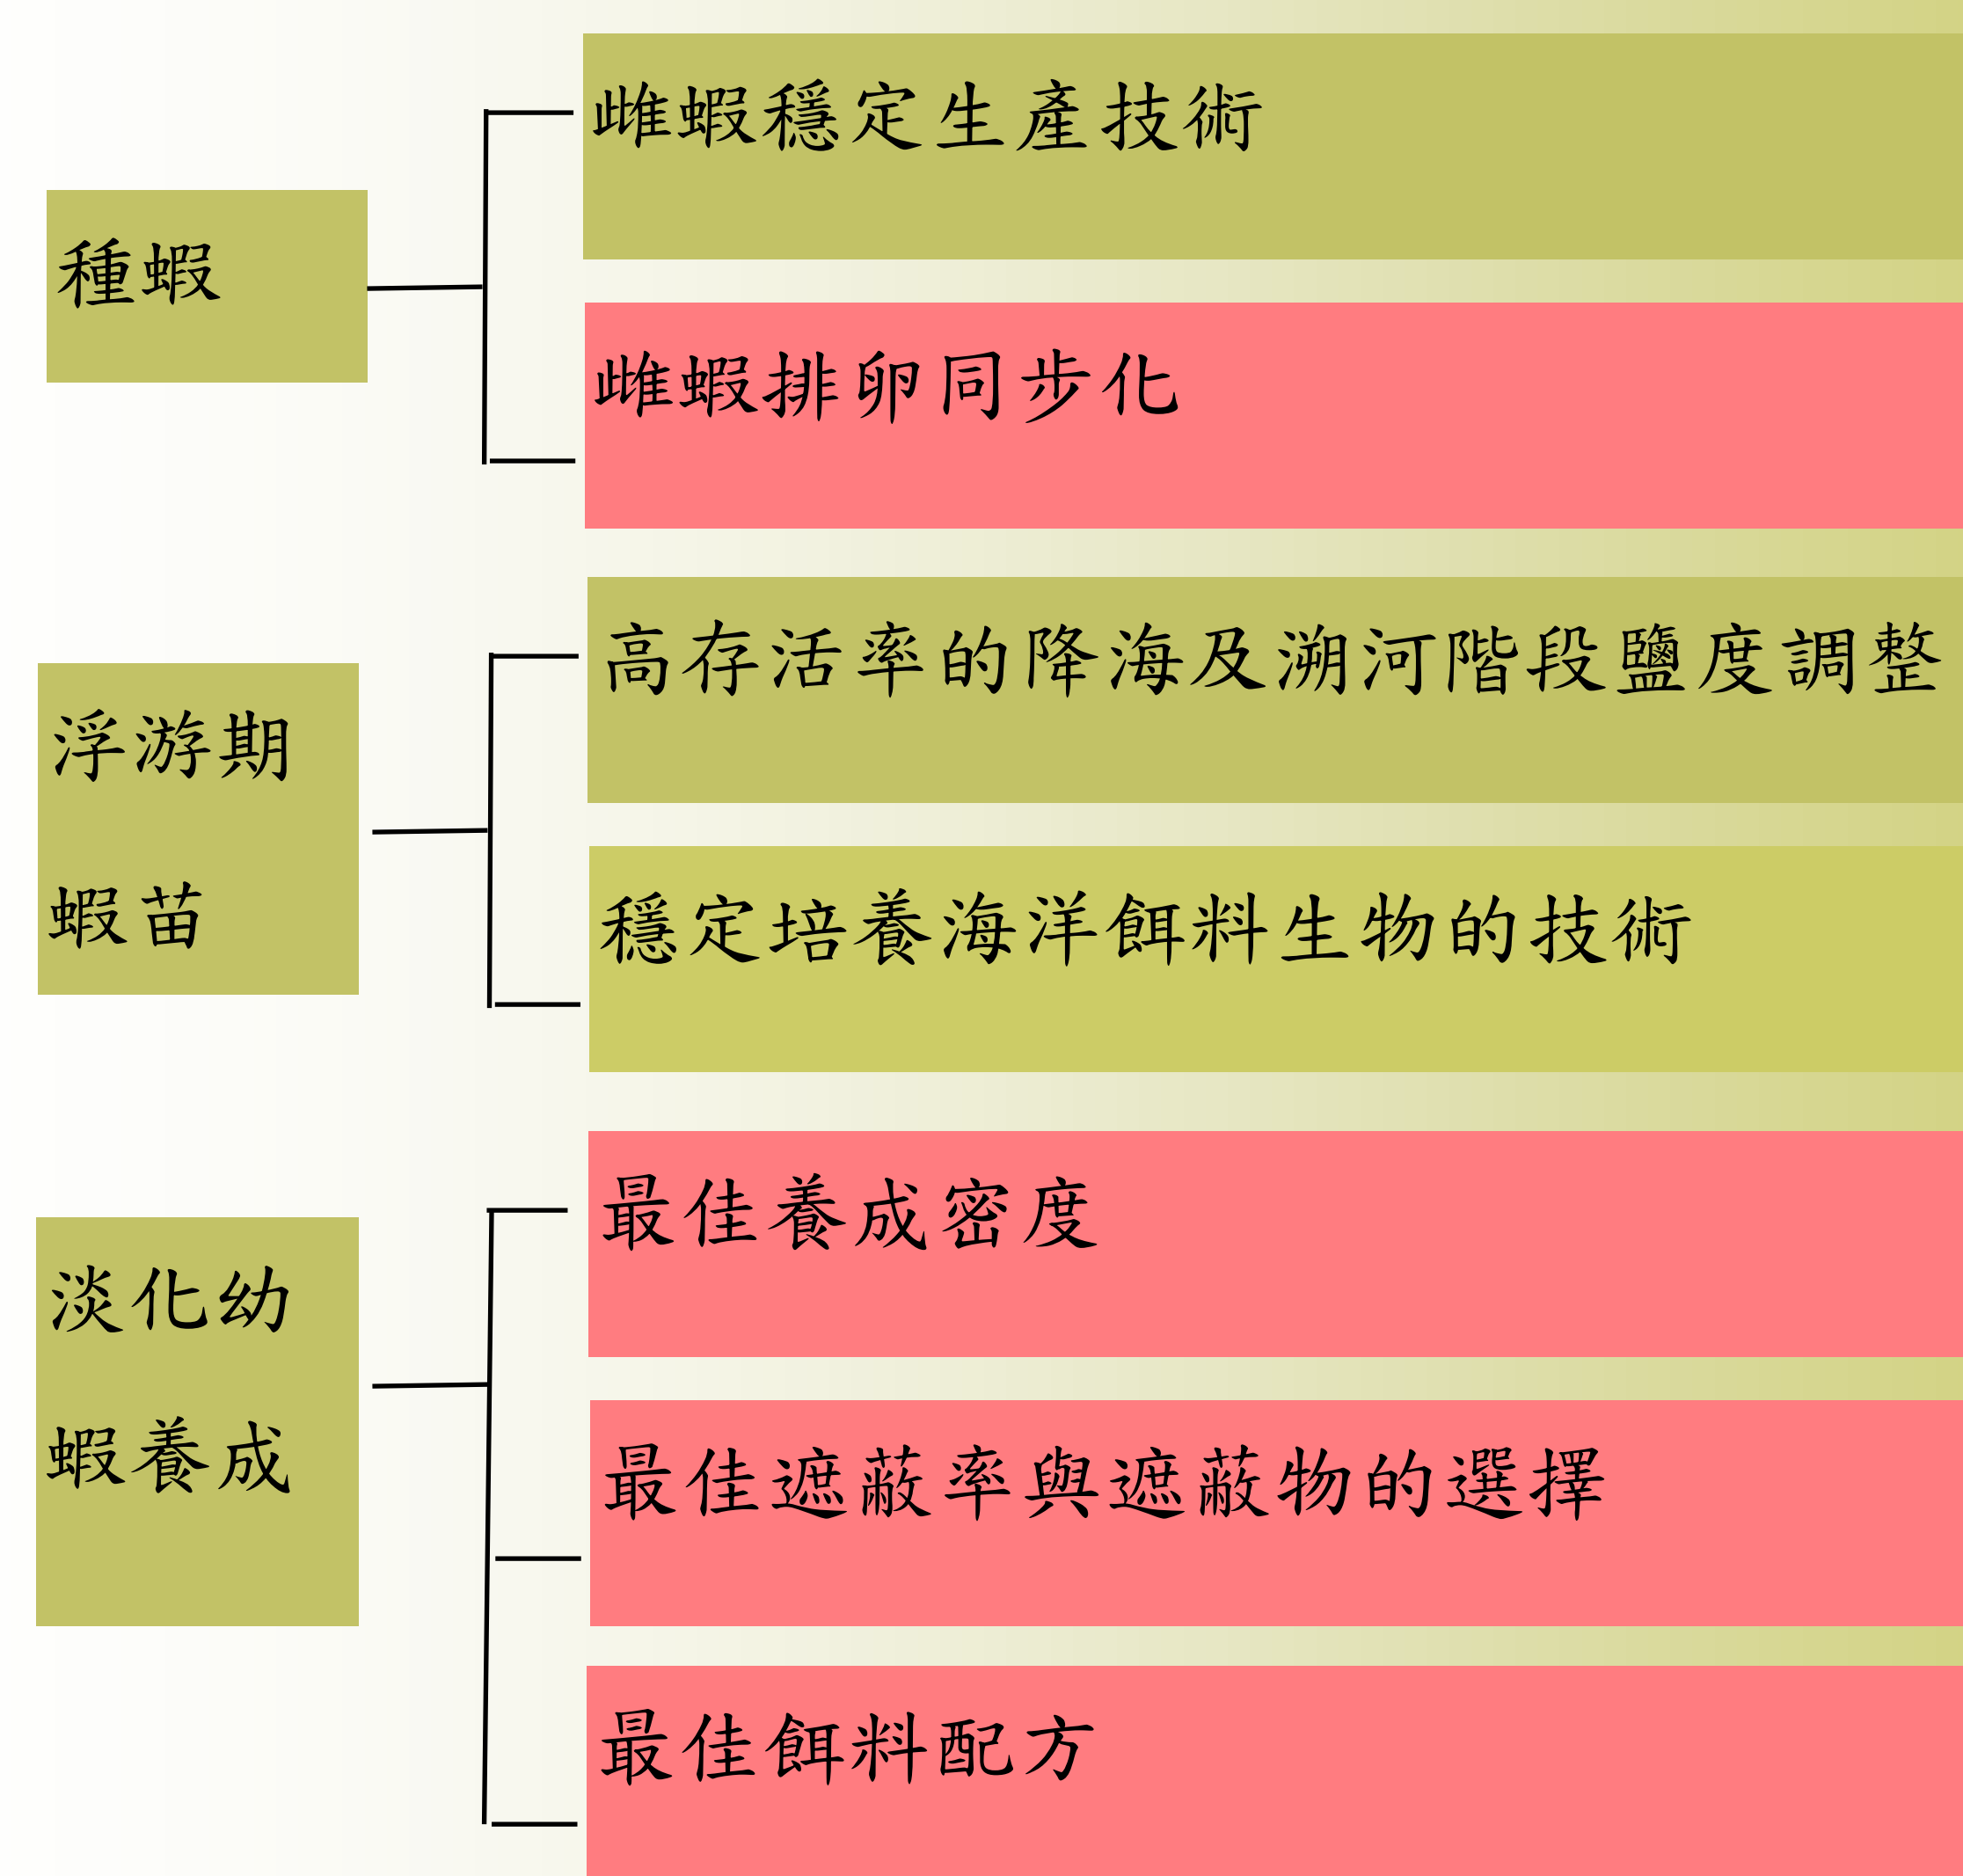 種蝦
雌蝦穩定生產技術
雌蝦排卵同步化
浮游期
蝦苗
高存活率的降海及溯河階段鹽度調整
穩定培養海洋餌料生物的技術
淡化幼
蝦養成
最佳養成密度
最佳遮蔽率與遮蔽物的選擇
最佳餌料配方